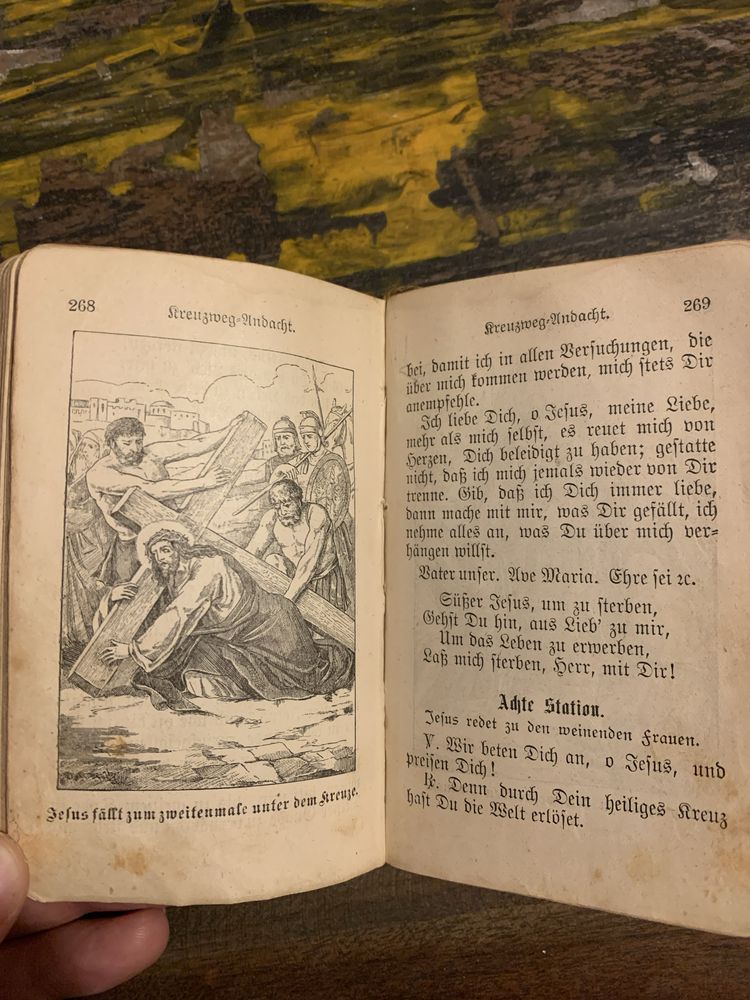 268
Kreuzweg-Andacht.
Jesus fällt zum zweitenmale unter dem Kreuze.
Kreuzweg-Andacht.
269
bei, damit ich in allen Versuchungen, die
über mich kommen werden, mich stets Dir
anempfehle.
Ich liebe Dich, o Jesus, meine Liebe,
mehr als mich selbst, es reuet mich von
Herzen, Dich beleidigt zu haben; gestatte
nicht, daß ich mich jemals wieder von Dir
trenne. Gib, daß ich Dich immer liebe,
dann mache mit mir, was Dir gefällt, ich
nehme alles an, was Du über mich ver-
hängen willst.
Vater unser. Ave Maria. Ehre sei ꝛc.
Süßer Jesus, um zu sterben,
Gehst Du hin, aus Lieb' zu mir,
Um das Leben zu erwerben,
Laß mich sterben, Herr, mit Dir!
Achte Station.
Jesus redet zu den weinenden Frauen.
℣. Wir beten Dich an, o Jesus, und
preisen Dich!
℟. Denn durch Dein heiliges Kreuz
hast Du die Welt erlöset.